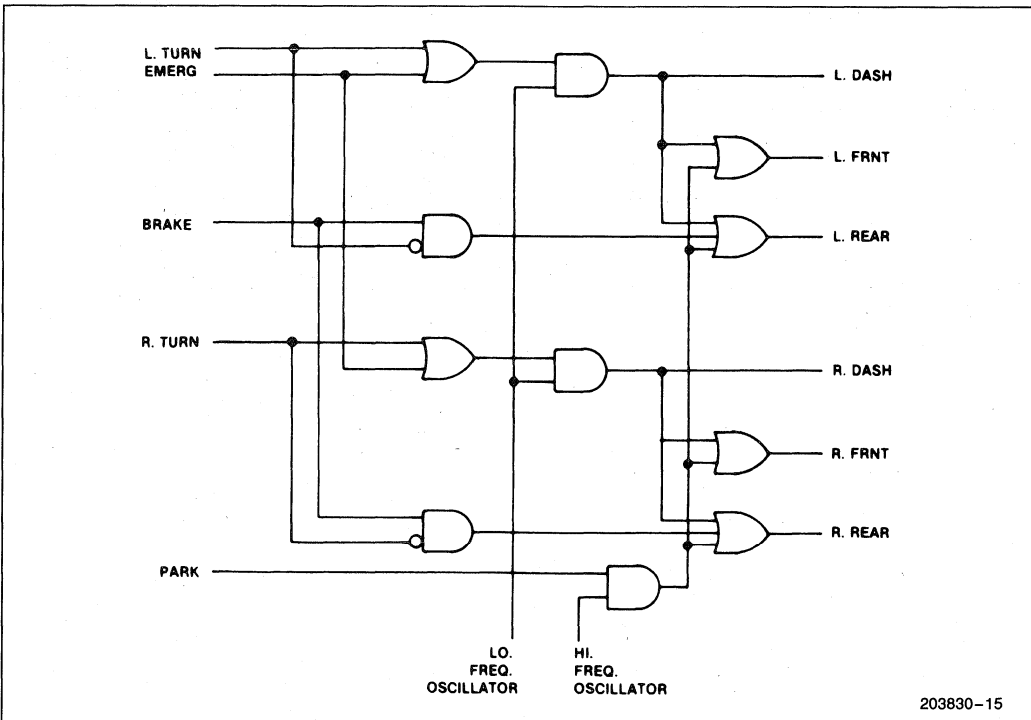 L. TURN
EMERG
BRAKE
R. TURN
PARK
L. DASH
L. FRNT
L. REAR
R. DASH
R. FRNT
R. REAR
LO.
FREQ.
OSCILLATOR
HI.
FREQ.
OSCILLATOR
203830-15